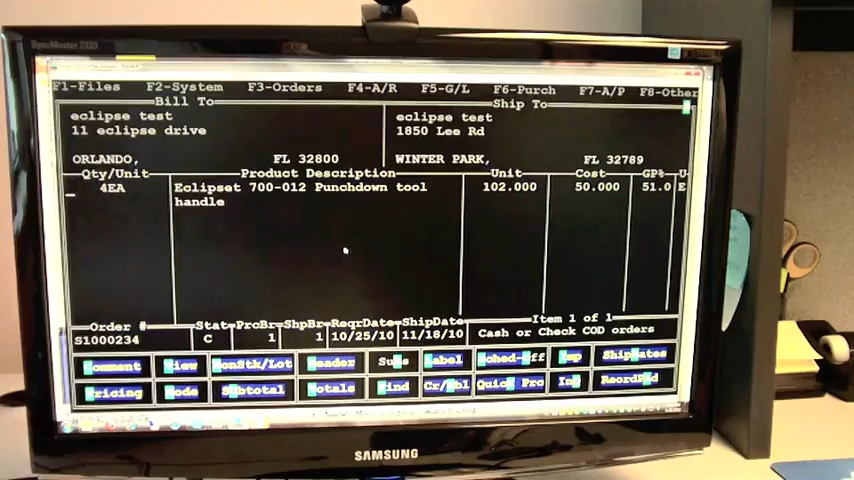 SyncMaster 2333
F1-Files F2-System F3-Orders F4-A/R F5-G/L F6-Purch F7-A/P F8-Other
Bill To Ship To
eclipse test eclipse test
11 eclipse drive 1850 Lee Rd
ORLANDO, FL 32800 WINTER PARK, FL 32789
Qty/Unit Product Description Unit Cost GP% U
4EA Eclipset 700-012 Punchdown tool 102.000 50.000 51.0 E
handle
Order # Stat PrcBr ShpBr ReqrDate ShipDate Item 1 of 1
S1000234 C 1 1 10/25/10 11/18/10 Cash or Check COD orders
Comment View NonStk/Lot Header Subs Label Sched-Off Imp ShipDates
Pricing Mode Subtotal Totals Find Cr/Rbl Quick Pro Inq ReordPad
SAMSUNG